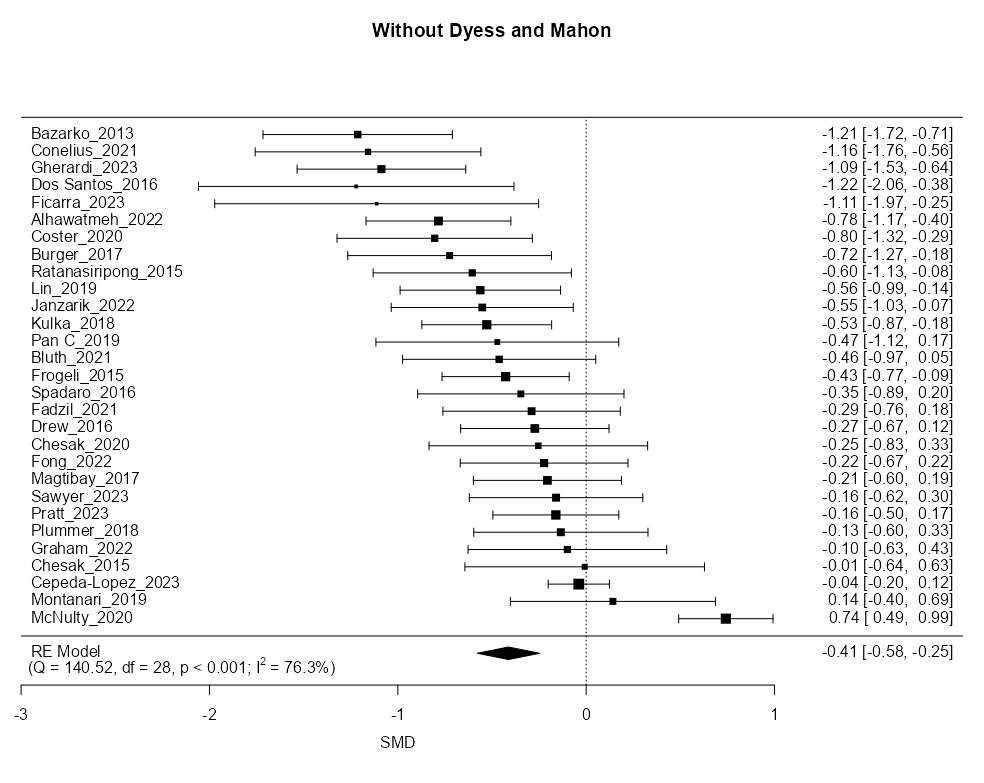 Without Dyess and Mahon
Bazarko_2013 -1.21 [-1.72, -0.71]
Conelius_2021 -1.16 [-1.76, -0.56]
Gherardi_2023 -1.09 [-1.53, -0.64]
Dos Santos_2016 -1.22 [-2.06, -0.38]
Ficarra_2023 -1.11 [-1.97, -0.25]
Alhawatmeh_2022 -0.78 [-1.17, -0.40]
Coster_2020 -0.80 [-1.32, -0.29]
Burger_2017 -0.72 [-1.27, -0.18]
Ratanasiripong_2015 -0.60 [-1.13, -0.08]
Lin_2019 -0.56 [-0.99, -0.14]
Janzarik_2022 -0.55 [-1.03, -0.07]
Kulka_2018 -0.53 [-0.87, -0.18]
Pan C_2019 -0.47 [-1.12, 0.17]
Bluth_2021 -0.46 [-0.97, 0.05]
Frogeli_2015 -0.43 [-0.77, -0.09]
Spadaro_2016 -0.35 [-0.89, 0.20]
Fadzil_2021 -0.29 [-0.76, 0.18]
Drew_2016 -0.27 [-0.67, 0.12]
Chesak_2020 -0.25 [-0.83, 0.33]
Fong_2022 -0.22 [-0.67, 0.22]
Magtibay_2017 -0.21 [-0.60, 0.19]
Sawyer_2023 -0.16 [-0.62, 0.30]
Pratt_2023 -0.16 [-0.50, 0.17]
Plummer_2018 -0.13 [-0.60, 0.33]
Graham_2022 -0.10 [-0.63, 0.43]
Chesak_2015 -0.01 [-0.64, 0.63]
Cepeda-Lopez_2023 -0.04 [-0.20, 0.12]
Montanari_2019 0.14 [-0.40, 0.69]
McNulty_2020 0.74 [ 0.49, 0.99]
RE Model -0.41 [-0.58, -0.25]
(Q = 140.52, df = 28, p < 0.001; I² = 76.3%)
-3 -2 -1 0 1
SMD